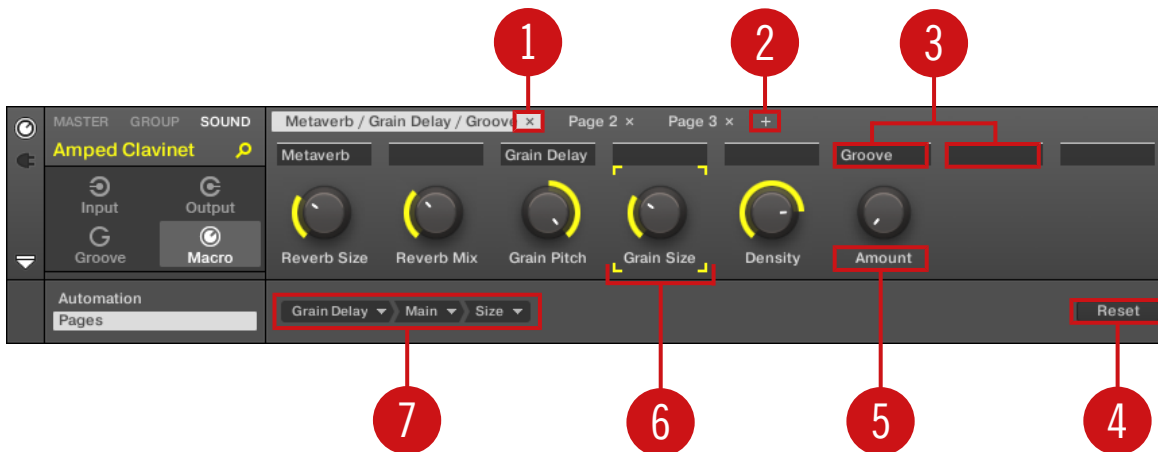 1 2 3
MASTER GROUP SOUND
Metaverb / Grain Delay / Groove × Page 2 × Page 3 × +
Amped Clavinet
Metaverb Grain Delay Groove
Input Output
Groove Macro
Reverb Size Reverb Mix Grain Pitch Grain Size Density Amount
Automation
Pages
Grain Delay Main Size Reset
7 6 5 4